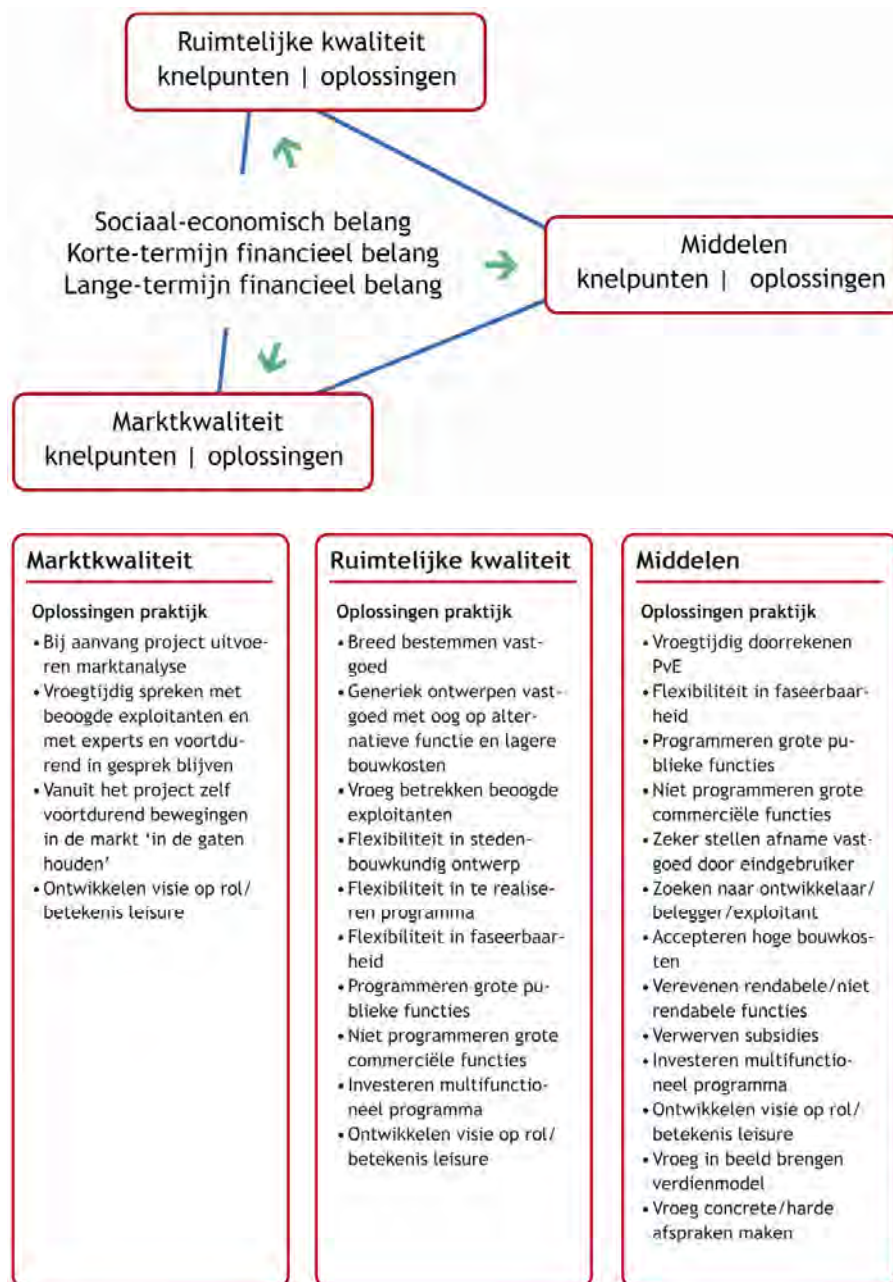 Ruimtelijke kwaliteit
knelpunten | oplossingen
Sociaal-economisch belang
Korte-termijn financieel belang
Lange-termijn financieel belang
Middelen
knelpunten | oplossingen
Marktkwaliteit
knelpunten | oplossingen
Marktkwaliteit
Oplossingen praktijk
• Bij aanvang project uitvoe-
ren marktanalyse
• Vroegtijdig spreken met
beoogde exploitanten en
met experts en voortdu-
rend in gesprek blijven
• Vanuit het project zelf
voortdurend bewegingen
in de markt ‘in de gaten
houden’
• Ontwikkelen visie op rol/
betekenis leisure
Ruimtelijke kwaliteit
Oplossingen praktijk
• Breed bestemmen vast-
goed
• Generiek ontwerpen vast-
goed met oog op alter-
natieve functie en lagere
bouwkosten
• Vroeg betrekken beoogde
exploitanten
• Flexibiliteit in steden-
bouwkundig ontwerp
• Flexibiliteit in te realise-
ren programma
• Flexibiliteit in faseerbaar-
heid
• Programmeren grote pu-
blieke functies
• Niet programmeren grote
commerciële functies
• Investeren multifunctio-
neel programma
• Ontwikkelen visie op rol/
betekenis leisure
Middelen
Oplossingen praktijk
• Vroegtijdig doorrekenen
PvE
• Flexibiliteit in faseerbaar-
heid
• Programmeren grote pu-
blieke functies
• Niet programmeren grote
commerciële functies
• Zeker stellen afname vast-
goed door eindgebruiker
• Zoeken naar ontwikkelaar/
belegger/exploitant
• Accepteren hoge bouwkos-
ten
• Verevenen rendabele/niet
rendabele functies
• Verwerven subsidies
• Investeren multifunctio-
neel programma
• Ontwikkelen visie op rol/
betekenis leisure
• Vroeg in beeld brengen
verdienmodel
• Vroeg concrete/harde
afspraken maken